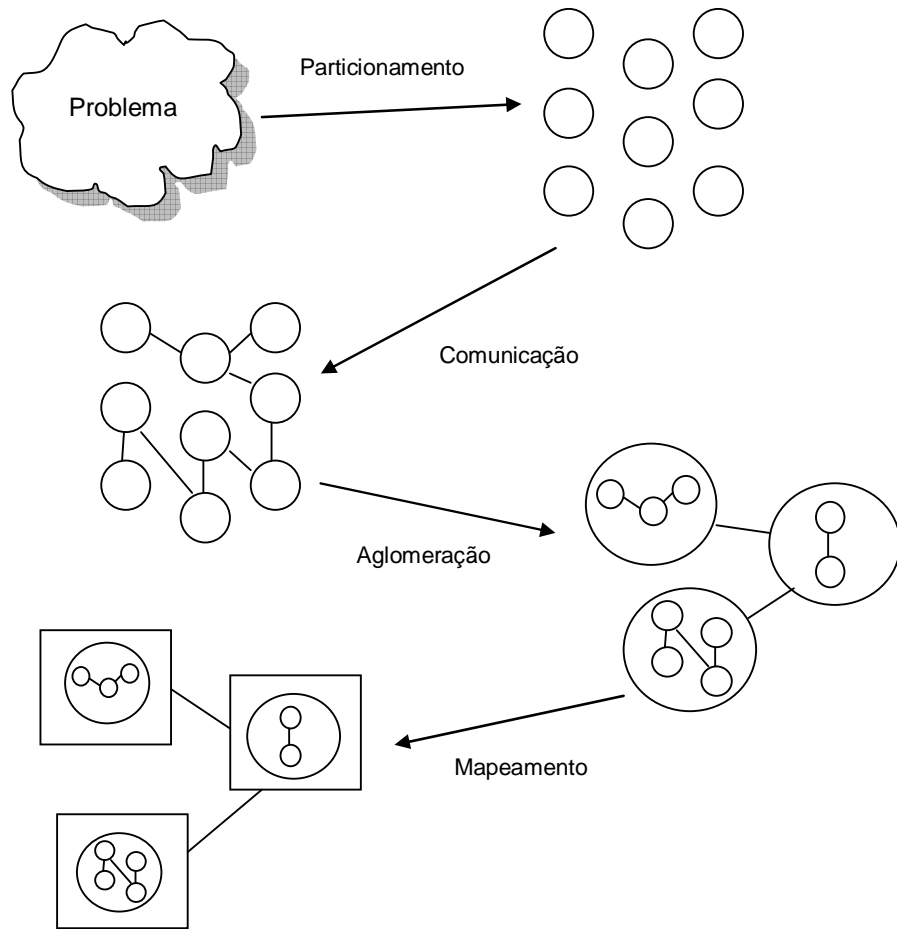 Problema
Particionamento
Comunicação
Aglomeração
Mapeamento